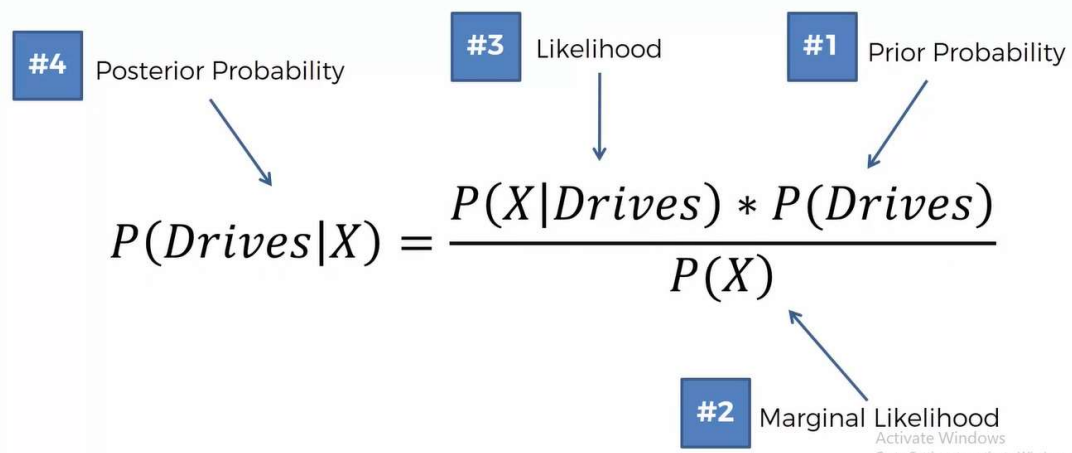 #4 Posterior Probability
#3 Likelihood
#1 Prior Probability
P(Drives|X) = P(X|Drives) * P(Drives)
P(X)
#2 Marginal Likelihood
Activate Windows